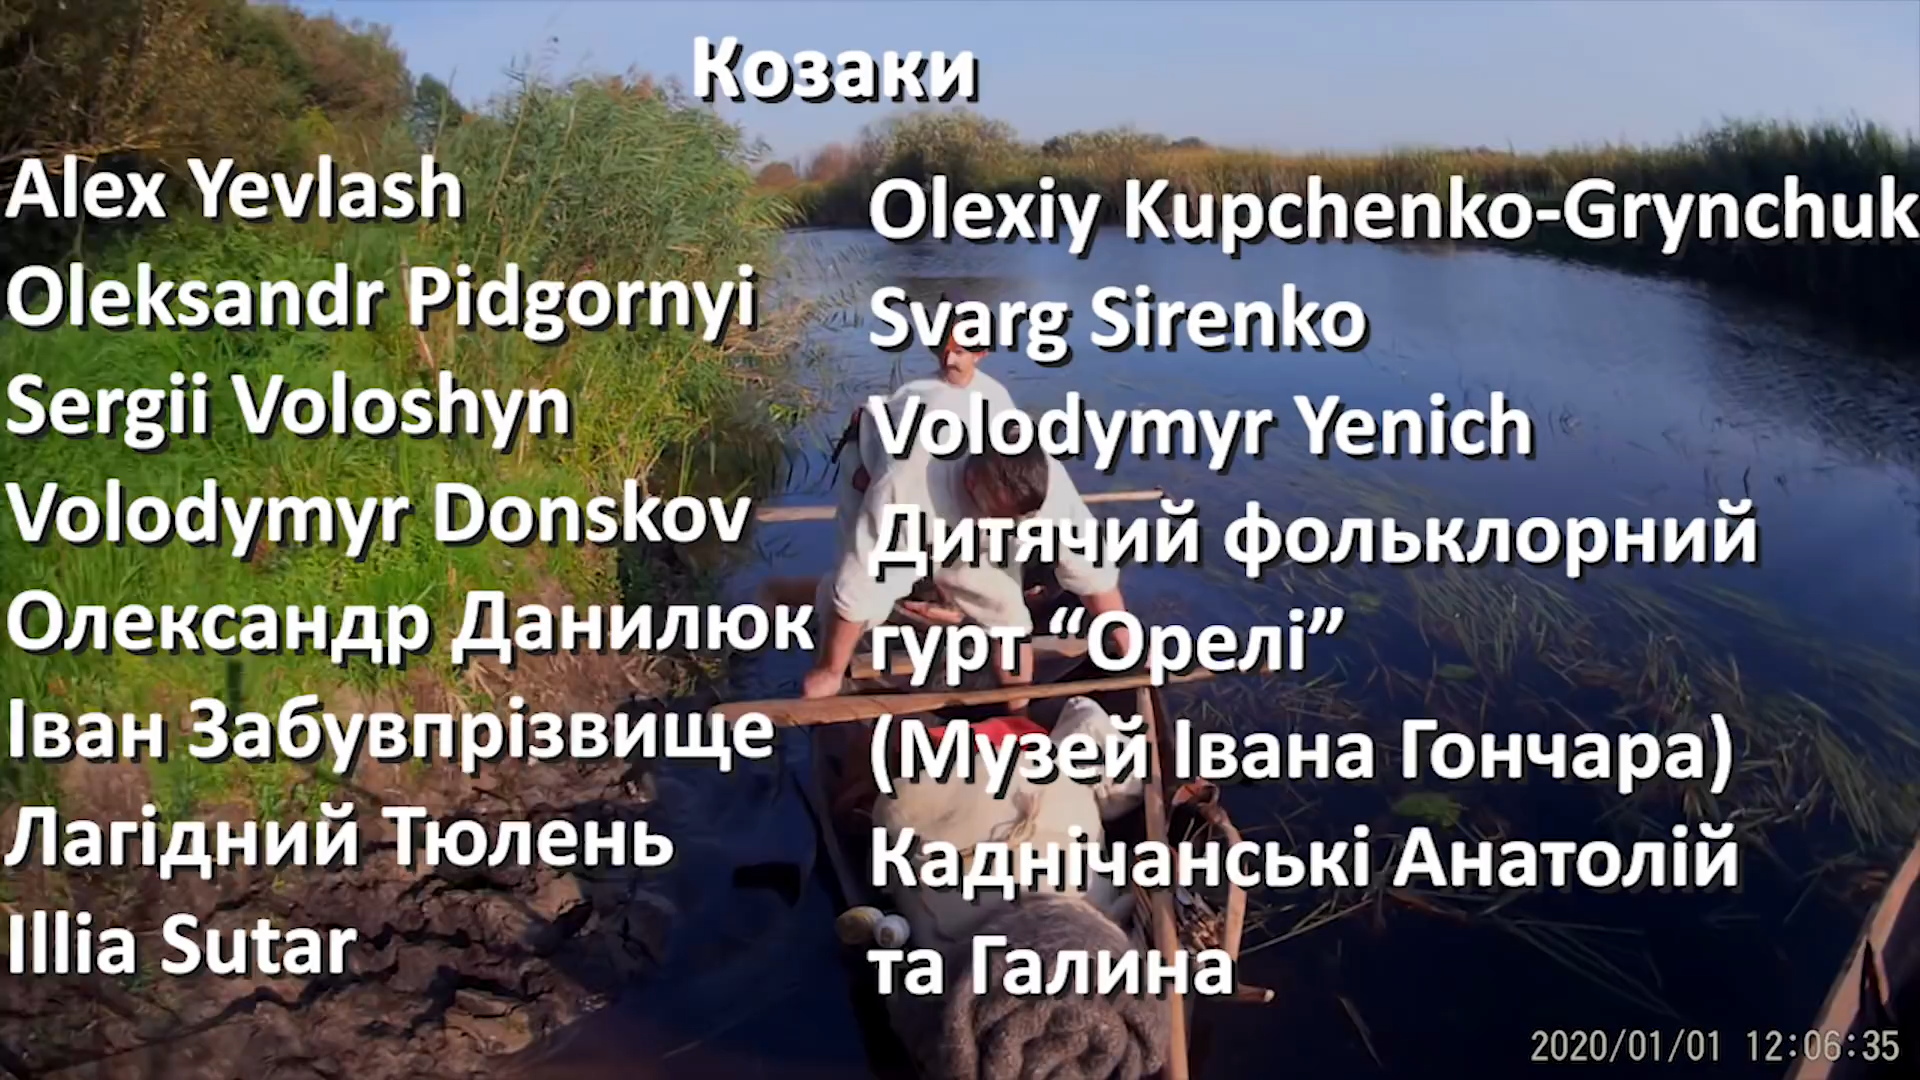 Козаки
Alex Yevlash
Oleksandr Pidgornyi
Sergii Voloshyn
Volodymyr Donskov
Олександр Данилюк
Іван Забувпрізвище
Лагідний Тюлень
Illia Sutar
Olexiy Kupchenko-Grynchuk
Svarg Sirenko
Volodymyr Yenich
Дитячий фольклорний
гурт “Орелі”
(Музей Івана Гончара)
Каднічанські Анатолій
та Галина
2020/01/01 12:06:35